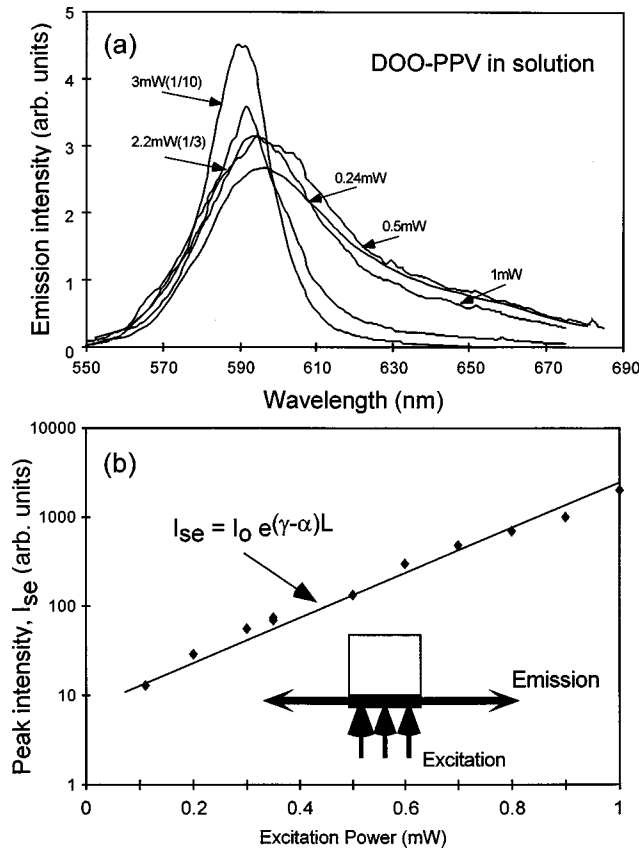 (a)
DOO-PPV in solution
3mW(1/10)
2.2mW(1/3)
0.24mW
0.5mW
1mW
Emission intensity (arb. units)
5
4
3
2
1
0
550 570 590 610 630 650 670 690
Wavelength (nm)
(b)
Peak intensity, Ise (arb. units)
10000
1000
100
10
1
Ise = Io e(γ-α)L
Emission
Excitation
0 0.2 0.4 0.6 0.8 1
Excitation Power (mW)